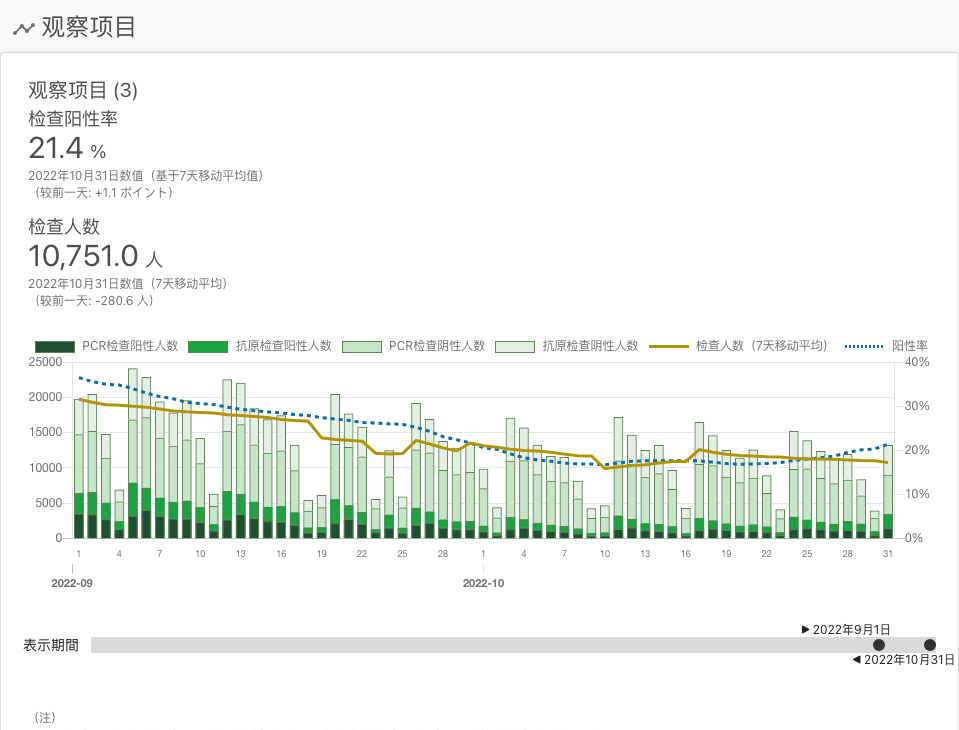 观察项目
观察项目 (3)
检查阳性率
21.4 %
2022年10月31日数值（基于7天移动平均值）
（较前一天: +1.1 ポイント）
检查人数
10,751.0 人
2022年10月31日数值（7天移动平均）
（较前一天: -280.6 人）
PCR检查阳性人数 抗原检查阳性人数 PCR检查阴性人数 抗原检查阴性人数 检查人数（7天移动平均） 阳性率
25000 40%
20000 30%
15000 20%
10000 10%
5000
0 0%
1 4 7 10 13 16 19 22 25 28 1 4 7 10 13 16 19 22 25 28 31
2022-09 2022-10
▶ 2022年9月1日
表示期間
◀ 2022年10月31日
（注）